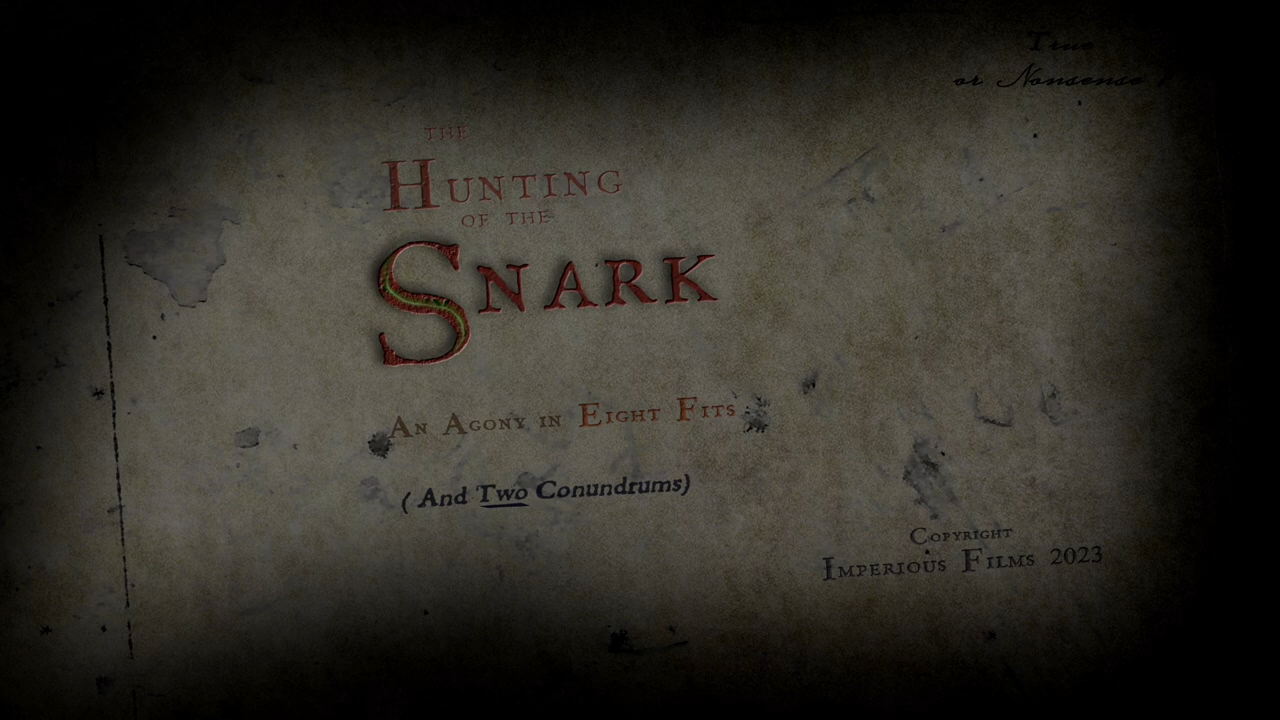 True
or Nonsense ?
THE
HUNTING
OF THE
SNARK
AN AGONY IN EIGHT FITS
( And Two Conundrums)
COPYRIGHT
IMPERIOUS FILMS 2023